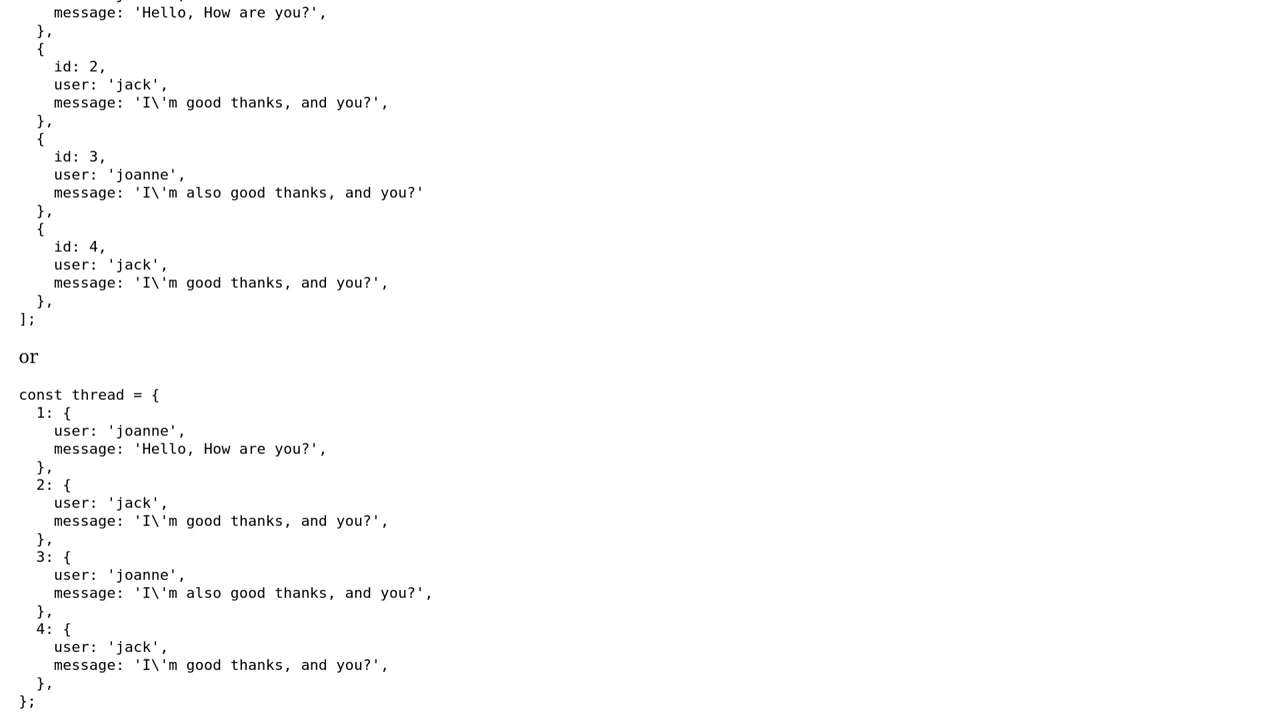 message: 'Hello, How are you?',
  },
  {
    id: 2,
    user: 'jack',
    message: 'I\'m good thanks, and you?',
  },
  {
    id: 3,
    user: 'joanne',
    message: 'I\'m also good thanks, and you?'
  },
  {
    id: 4,
    user: 'jack',
    message: 'I\'m good thanks, and you?',
  },
];
or
const thread = {
  1: {
    user: 'joanne',
    message: 'Hello, How are you?',
  },
  2: {
    user: 'jack',
    message: 'I\'m good thanks, and you?',
  },
  3: {
    user: 'joanne',
    message: 'I\'m also good thanks, and you?',
  },
  4: {
    user: 'jack',
    message: 'I\'m good thanks, and you?',
  },
};